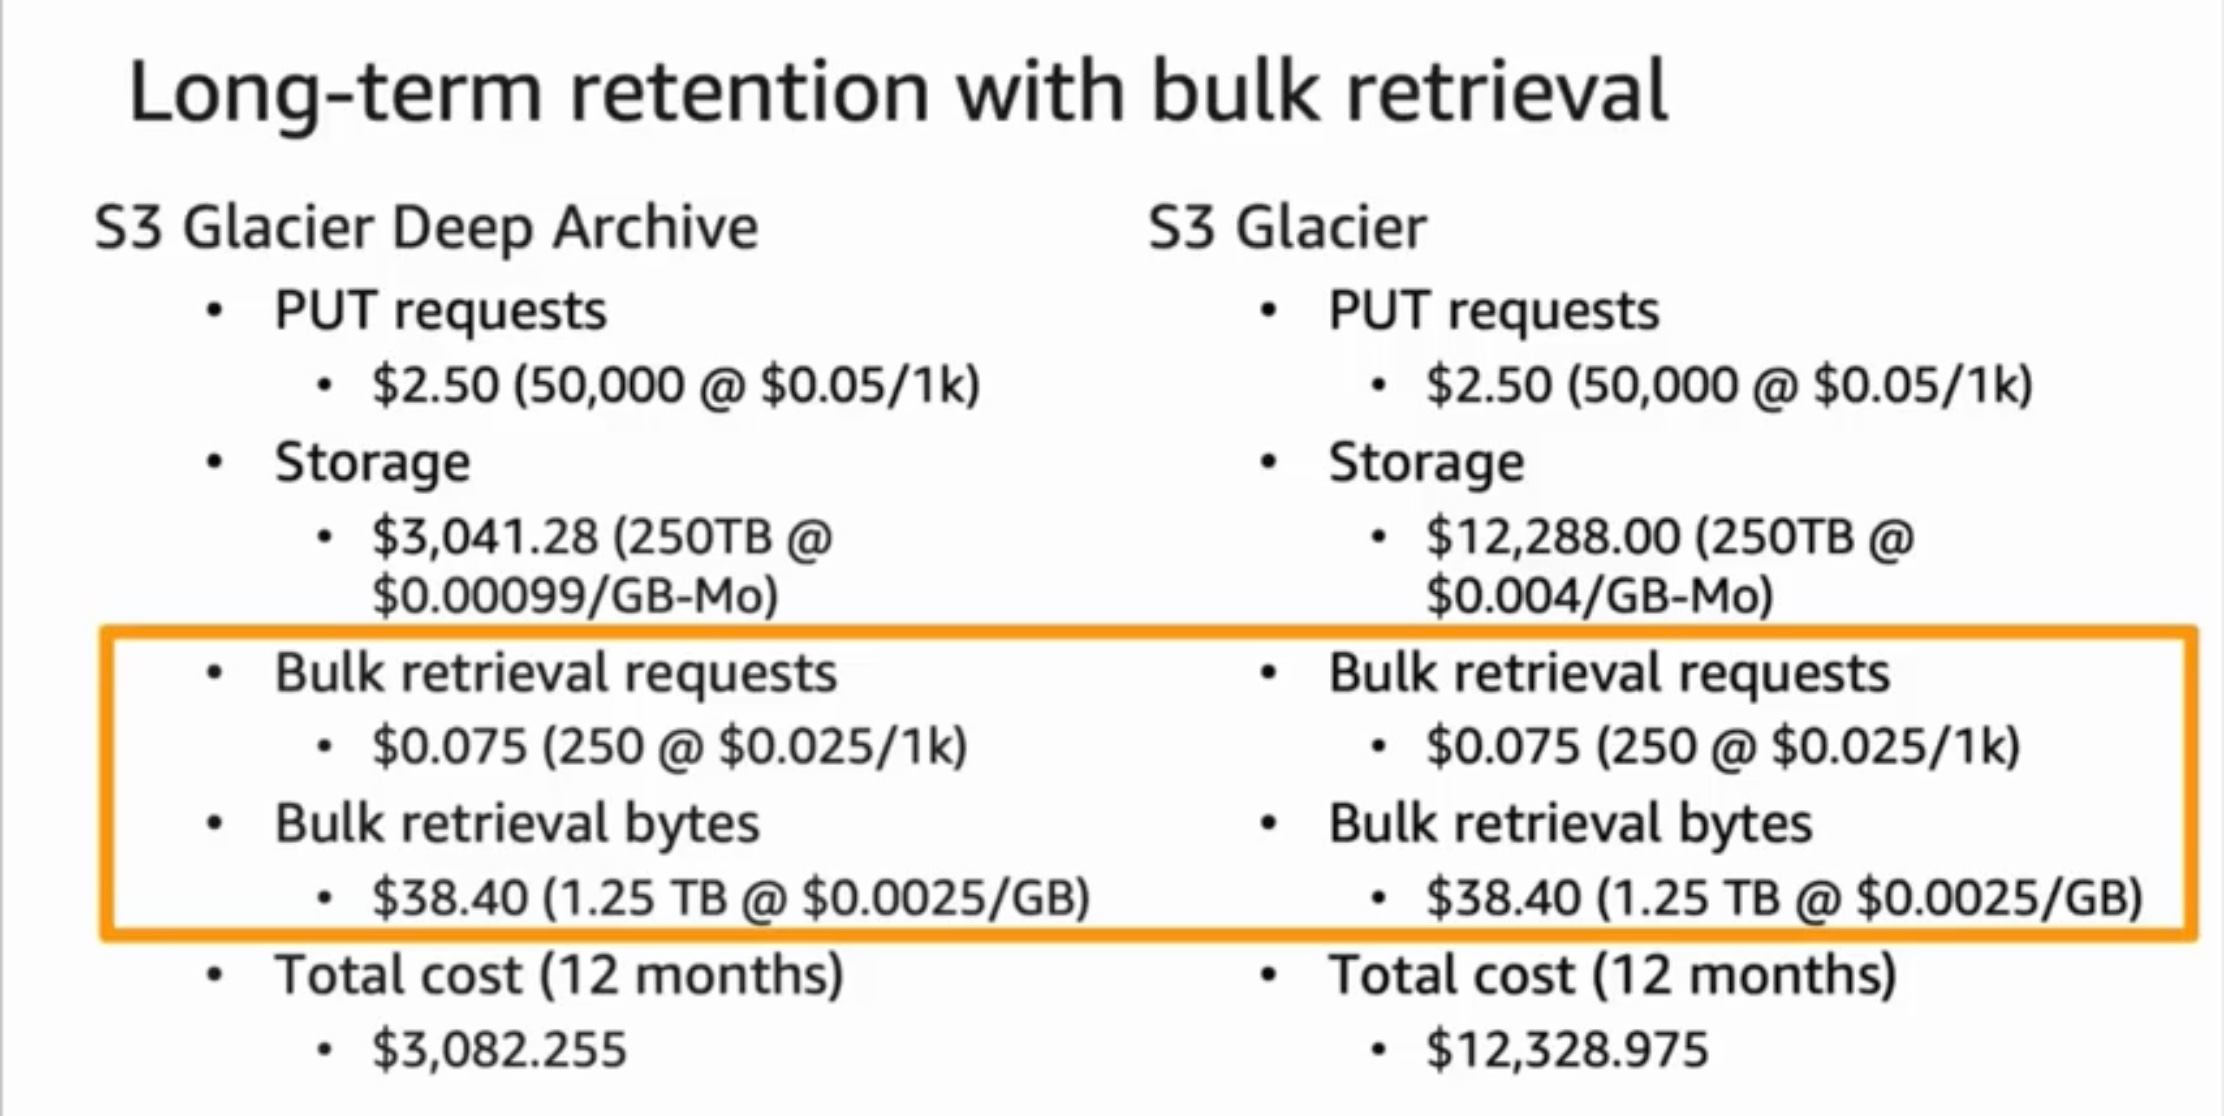 Long-term retention with bulk retrieval
S3 Glacier Deep Archive
• PUT requests
• $2.50 (50,000 @ $0.05/1k)
• Storage
• $3,041.28 (250TB @
$0.00099/GB-Mo)
• Bulk retrieval requests
• $0.075 (250 @ $0.025/1k)
• Bulk retrieval bytes
• $38.40 (1.25 TB @ $0.0025/GB)
• Total cost (12 months)
• $3,082.255
S3 Glacier
• PUT requests
• $2.50 (50,000 @ $0.05/1k)
• Storage
• $12,288.00 (250TB @
$0.004/GB-Mo)
• Bulk retrieval requests
• $0.075 (250 @ $0.025/1k)
• Bulk retrieval bytes
• $38.40 (1.25 TB @ $0.0025/GB)
• Total cost (12 months)
• $12,328.975